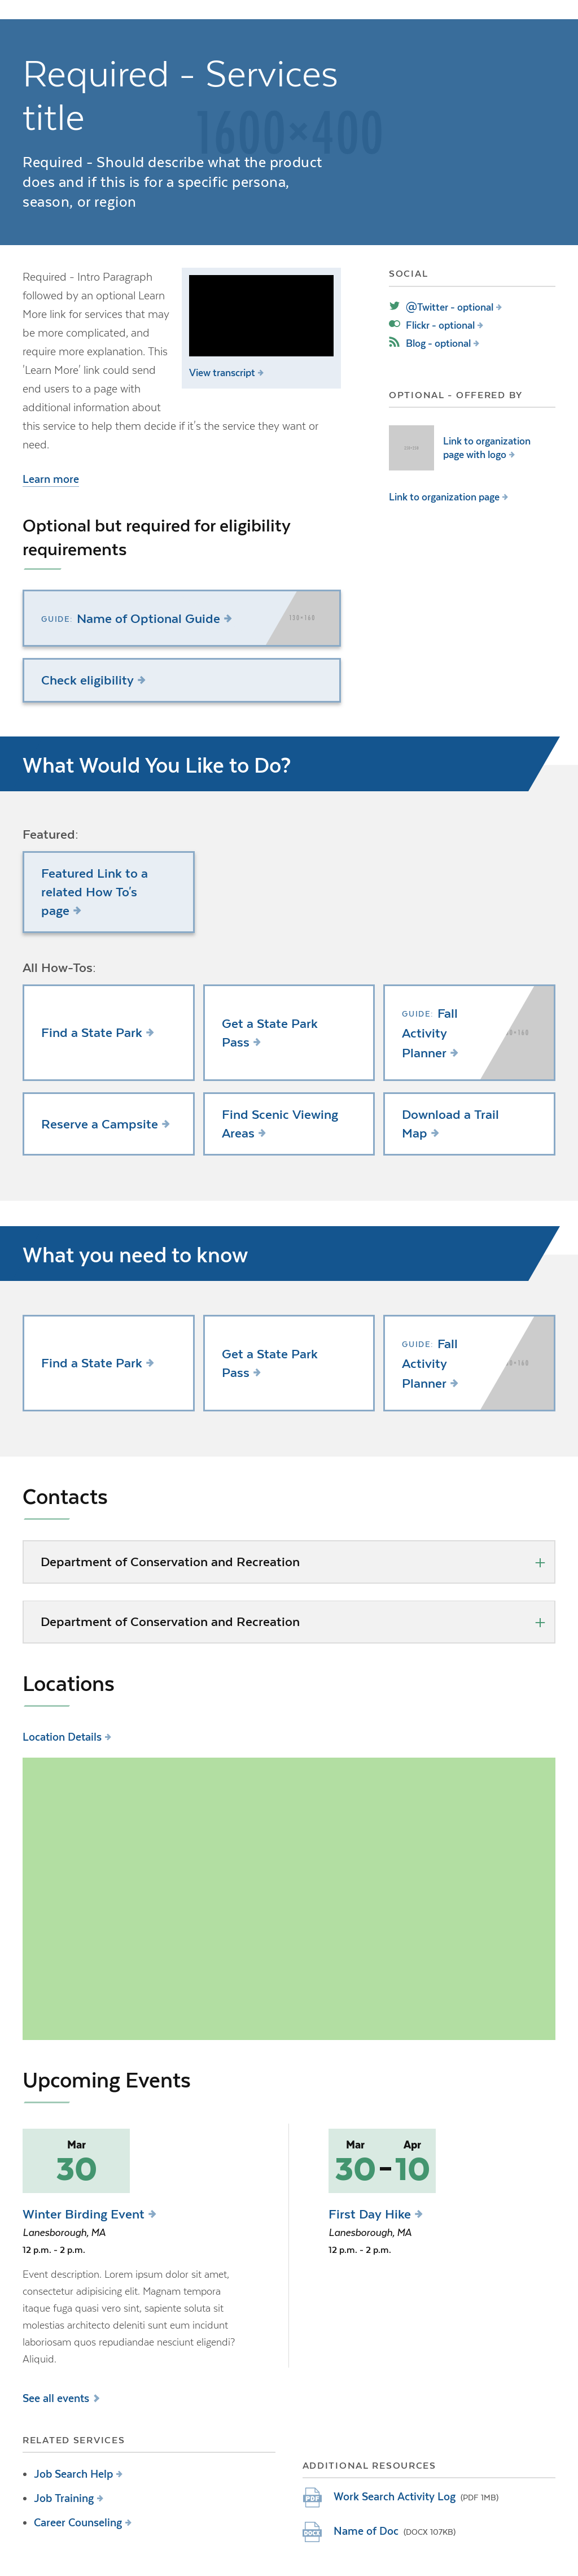 Required - Services
title
1600×400
Required - Should describe what the product
does and if this is for a specific persona,
season, or region
Required - Intro Paragraph
followed by an optional Learn
More link for services that may
be more complicated, and
require more explanation. This
'Learn More' link could send
end users to a page with
additional information about
this service to help them decide if it's the service they want or
need.
View transcript
Learn more
SOCIAL
@Twitter - optional
Flickr - optional
Blog - optional
OPTIONAL - OFFERED BY
Link to organization
page with logo
Link to organization page
Optional but required for eligibility
requirements
GUIDE: Name of Optional Guide
130×160
Check eligibility
What Would You Like to Do?
Featured:
Featured Link to a
related How To's
page
All How-Tos:
Find a State Park
Get a State Park
Pass
GUIDE: Fall
Activity
Planner
Reserve a Campsite
Find Scenic Viewing
Areas
Download a Trail
Map
What you need to know
Find a State Park
Get a State Park
Pass
GUIDE: Fall
Activity
Planner
Contacts
Department of Conservation and Recreation
Department of Conservation and Recreation
Locations
Location Details
Upcoming Events
Mar
30
Winter Birding Event
Lanesborough, MA
12 p.m. - 2 p.m.
Event description. Lorem ipsum dolor sit amet,
consectetur adipisicing elit. Magnam tempora
itaque fuga quasi vero sint, sapiente soluta sit
molestias architecto deleniti sunt eum incidunt
laboriosam quos repudiandae nesciunt eligendi?
Aliquid.
Mar Apr
30-10
First Day Hike
Lanesborough, MA
12 p.m. - 2 p.m.
See all events
RELATED SERVICES
Job Search Help
Job Training
Career Counseling
ADDITIONAL RESOURCES
PDF
Work Search Activity Log (PDF 1MB)
DOCX
Name of Doc (DOCX 107KB)